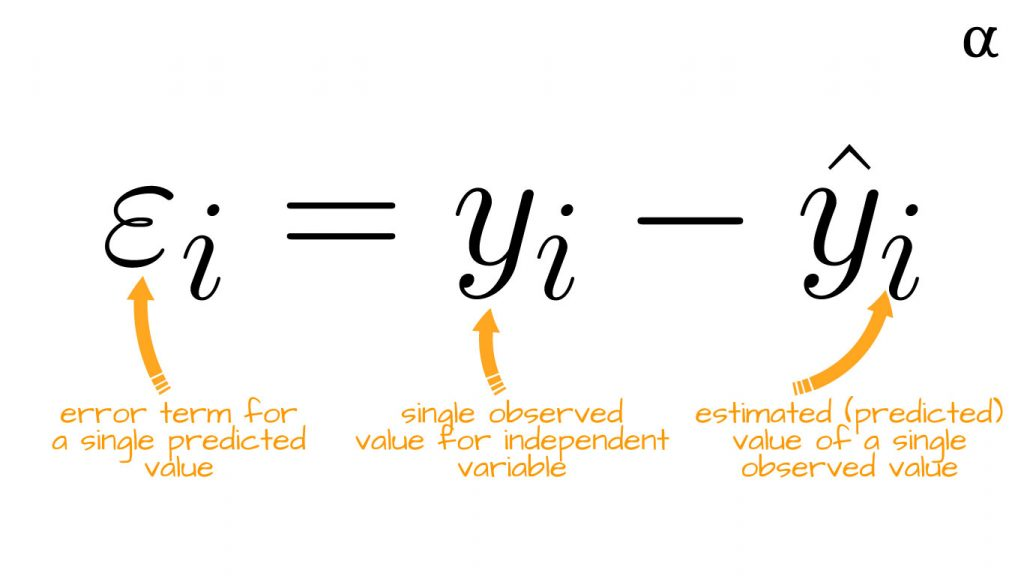 α
εᵢ = yᵢ − ŷᵢ
error term for
a single predicted
value
single observed
value for independent
variable
estimated (predicted)
value of a single
observed value